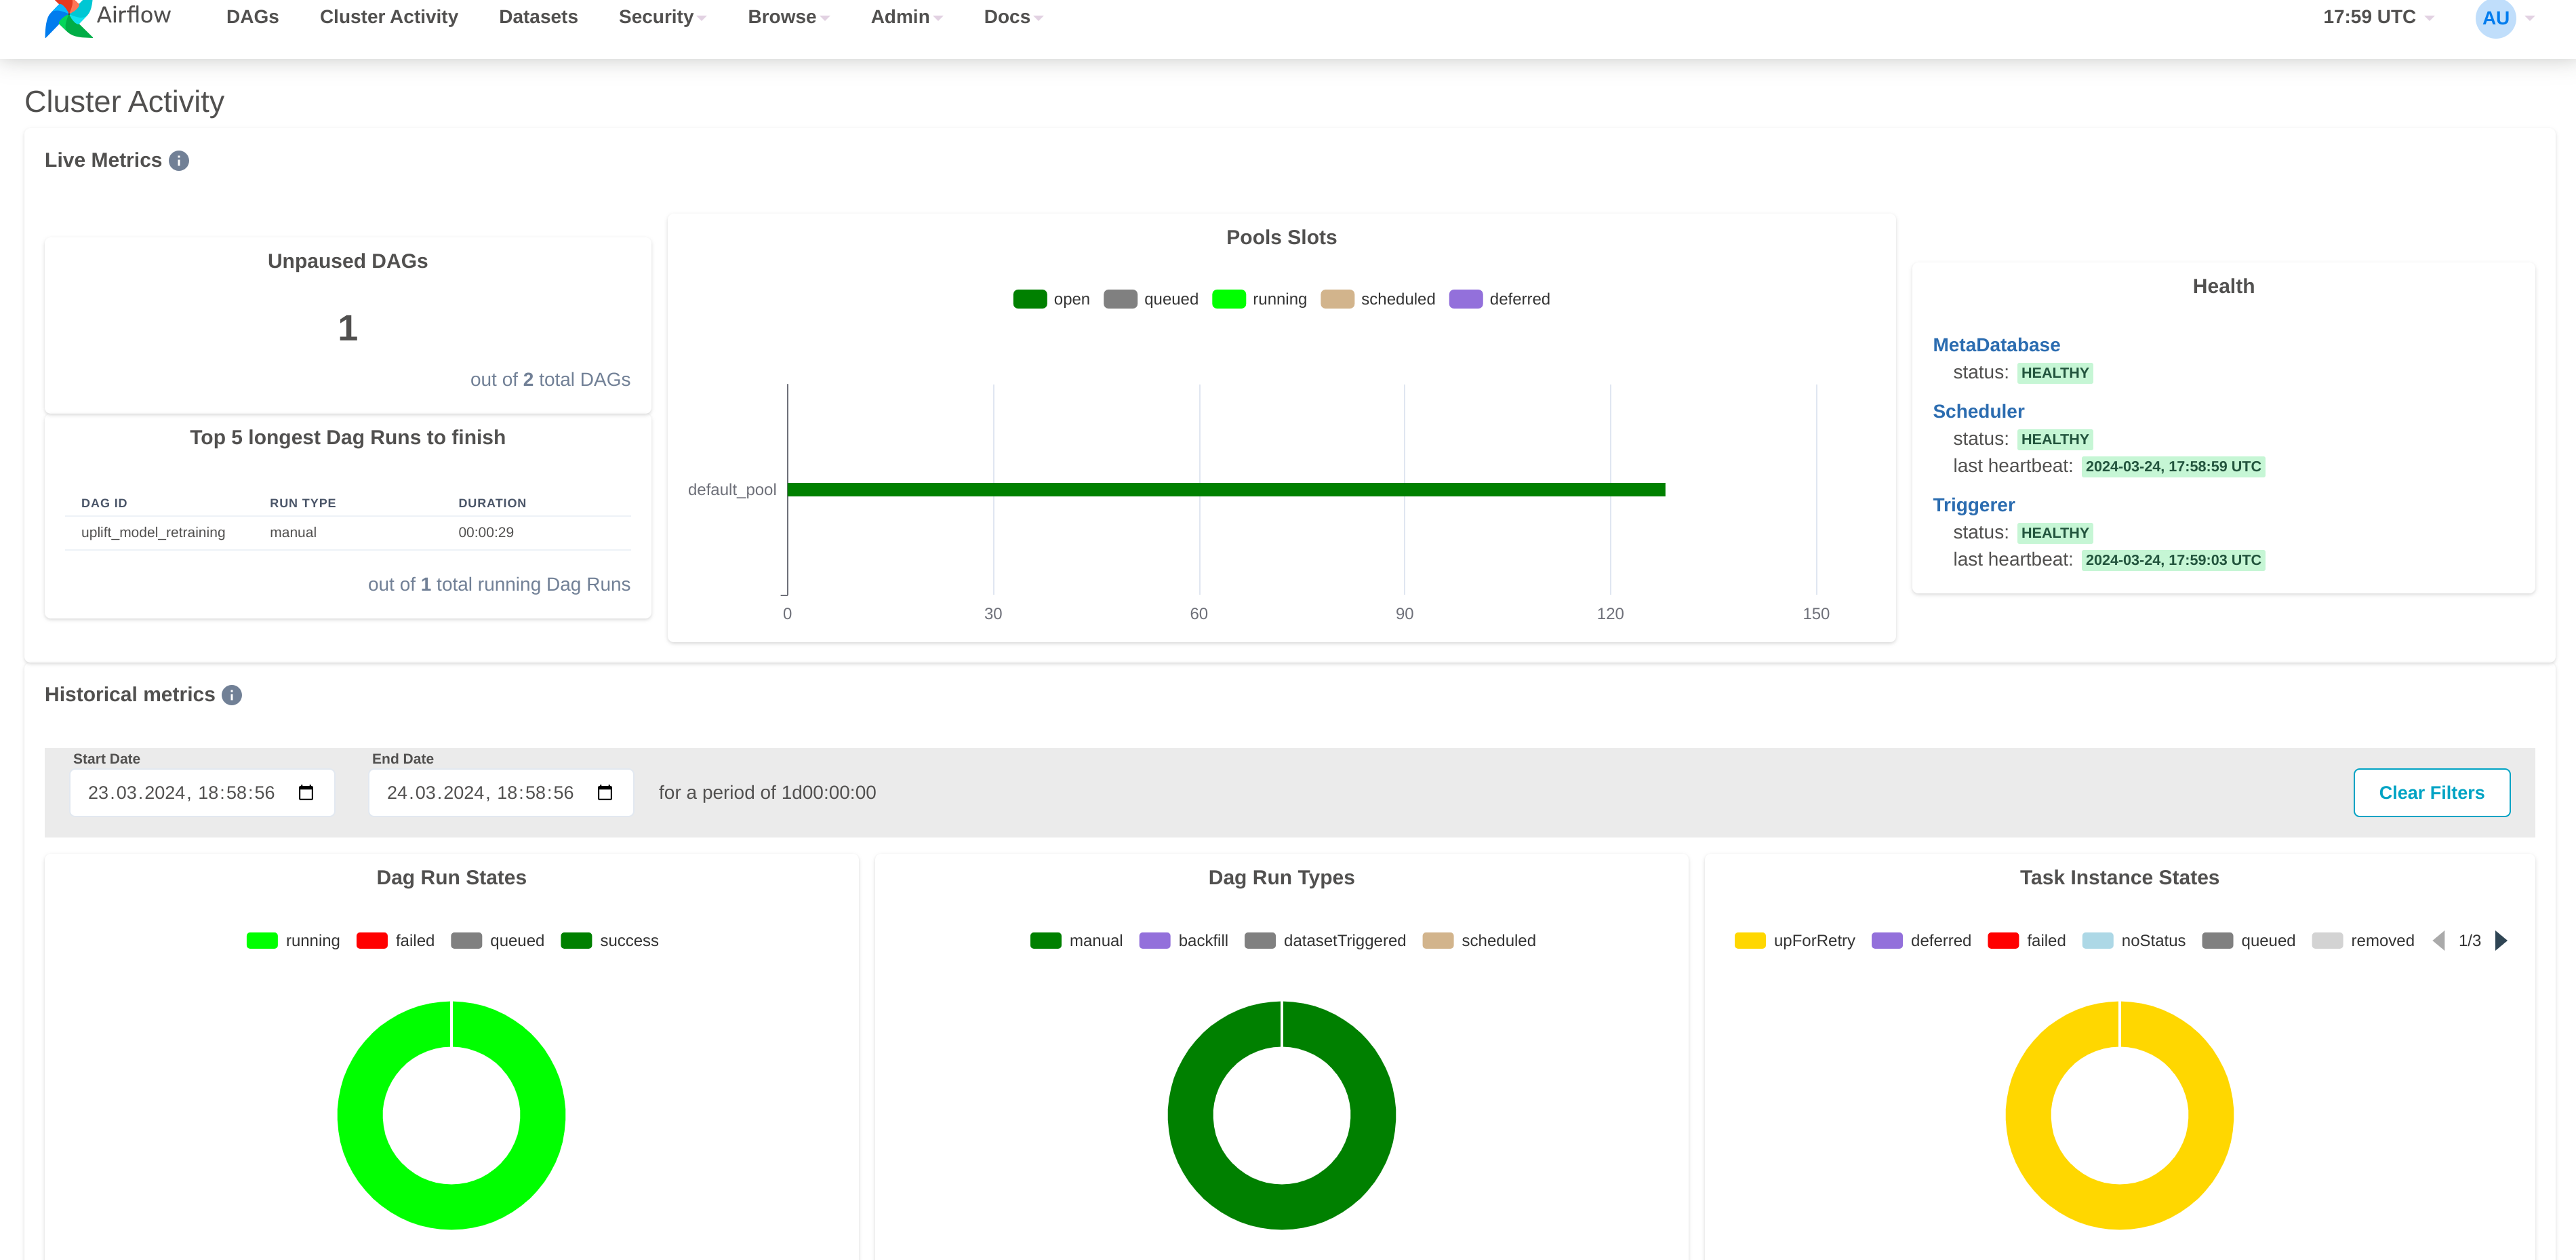 Airflow DAGs Cluster Activity Datasets Security Browse Admin Docs 17:59 UTC AU
Cluster Activity
Live Metrics
Unpaused DAGs
1
out of 2 total DAGs
Top 5 longest Dag Runs to finish
DAG ID RUN TYPE DURATION
uplift_model_retraining manual 00:00:29
out of 1 total running Dag Runs
Pools Slots
open queued running scheduled deferred
default_pool
0 30 60 90 120 150
Health
MetaDatabase
status: HEALTHY
Scheduler
status: HEALTHY
last heartbeat: 2024-03-24, 17:58:59 UTC
Triggerer
status: HEALTHY
last heartbeat: 2024-03-24, 17:59:03 UTC
Historical metrics
Start Date End Date
23.03.2024, 18:58:56 24.03.2024, 18:58:56 for a period of 1d00:00:00 Clear Filters
Dag Run States
running failed queued success
Dag Run Types
manual backfill datasetTriggered scheduled
Task Instance States
upForRetry deferred failed noStatus queued removed 1/3